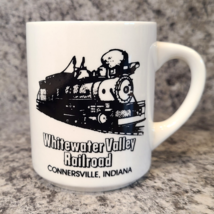 Whitewater Valley
Railroad
CONNERSVILLE, INDIANA